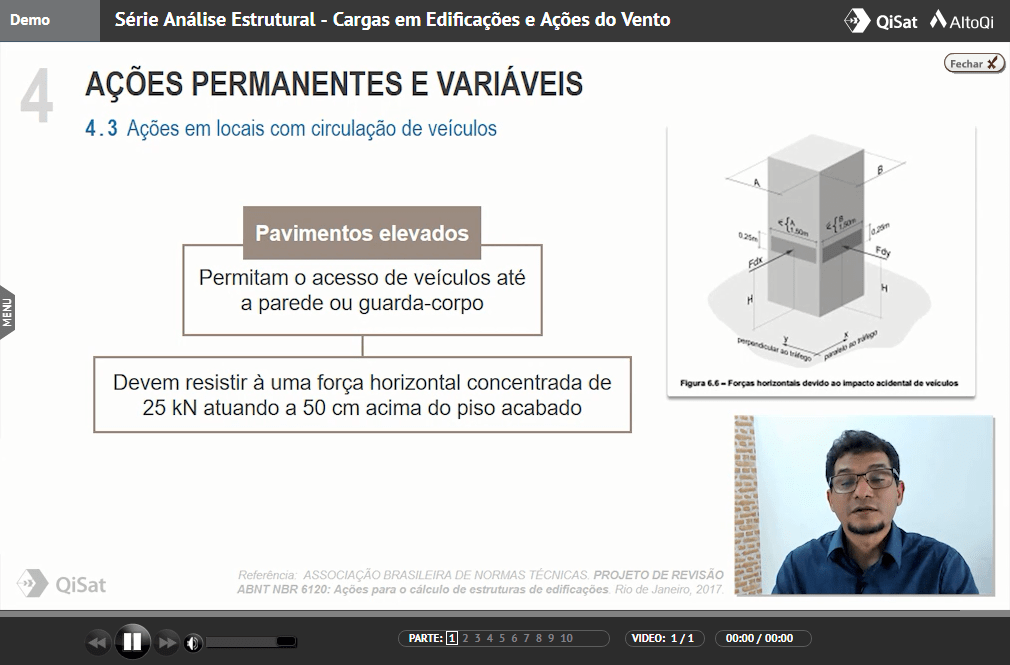 Demo
Série Análise Estrutural - Cargas em Edificações e Ações do Vento
QiSat AltoQi
Fechar
4
AÇÕES PERMANENTES E VARIÁVEIS
4.3 Ações em locais com circulação de veículos
Pavimentos elevados
Permitam o acesso de veículos até
a parede ou guarda-corpo
Devem resistir à uma força horizontal concentrada de
25 kN atuando a 50 cm acima do piso acabado
A
B
€{A
1,50m
€{B
1,50m
0,25m
0,25m
Fdx
Fdy
H
H
y
x
perpendicular ao tráfego
paralelo ao tráfego
Figura 6.6 – Forças horizontais devido ao impacto acidental de veículos
MENU
QiSat
Referência: ASSOCIAÇÃO BRASILEIRA DE NORMAS TÉCNICAS. PROJETO DE REVISÃO
ABNT NBR 6120: Ações para o cálculo de estruturas de edificações. Rio de Janeiro, 2017.
PARTE: 1 2 3 4 5 6 7 8 9 10
VIDEO: 1 / 1
00:00 / 00:00